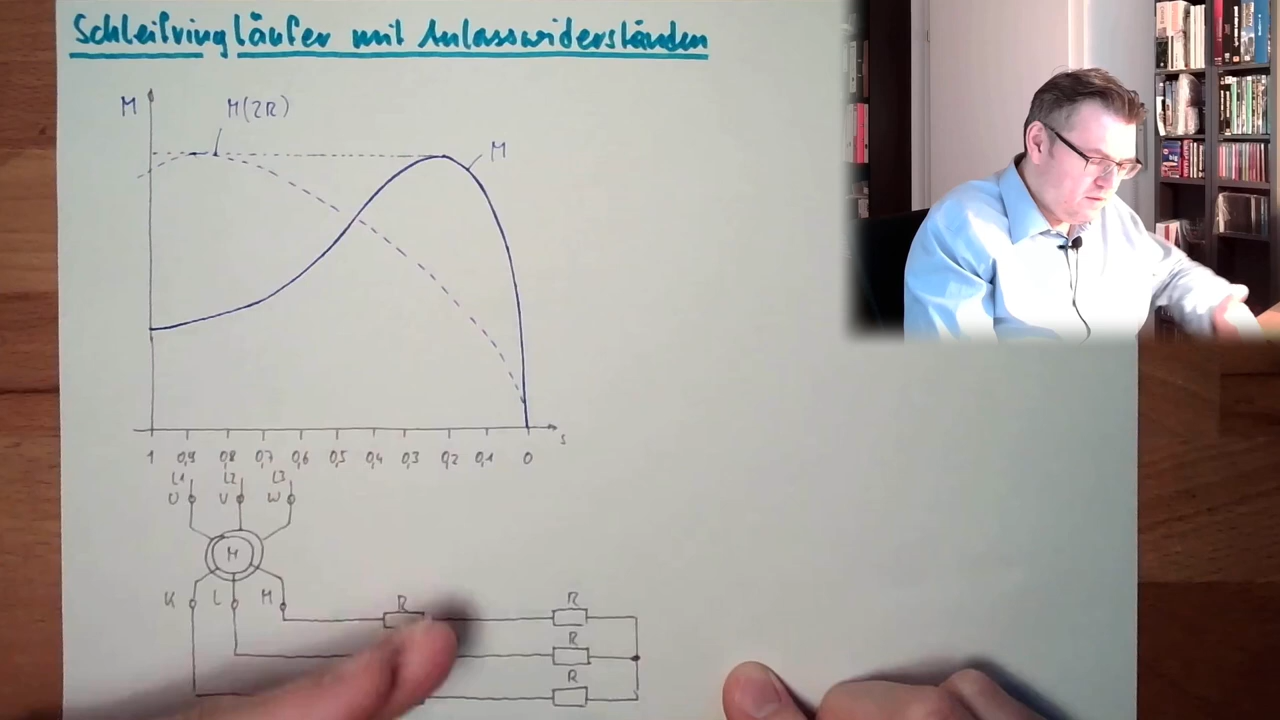 Schleifringläufer mit Anlasswiderständen
M M(2R)
M
s
1 0,9 0,8 0,7 0,6 0,5 0,4 0,3 0,2 0,1 0
L1 L2 L3
U V W
M
K L M
R R
R
R